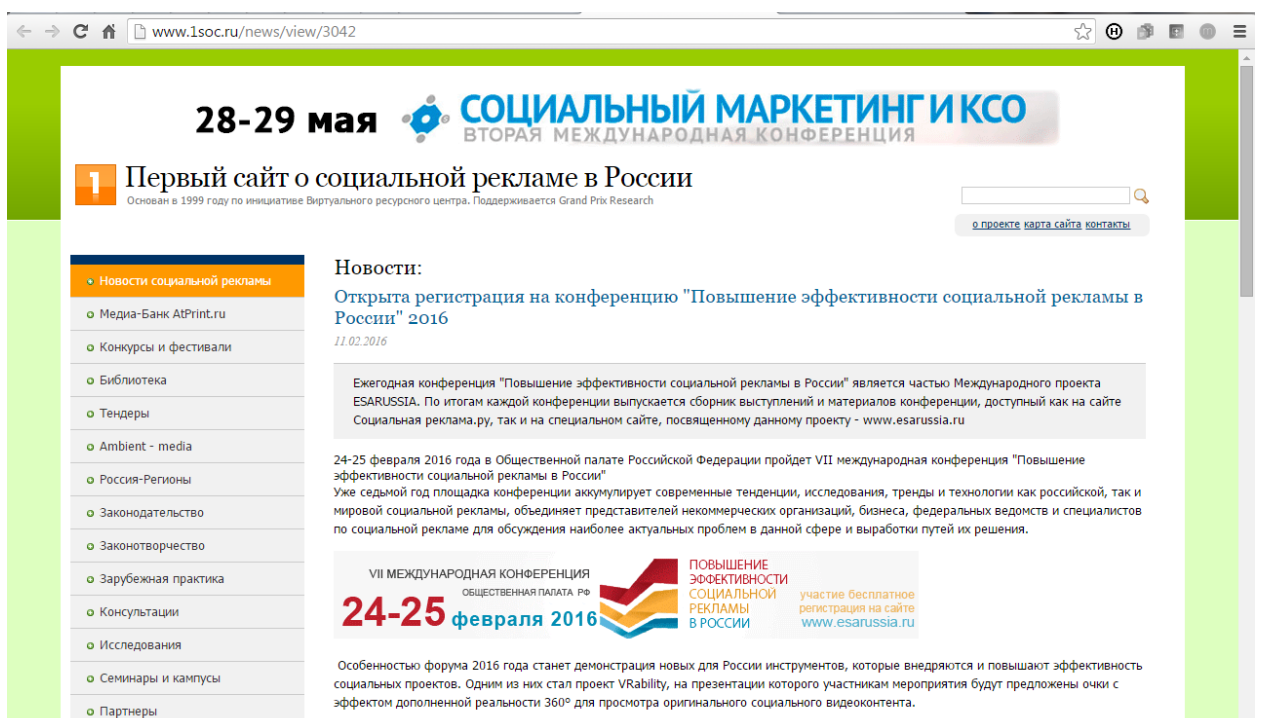 www.1soc.ru/news/view/3042
28-29 мая СОЦИАЛЬНЫЙ МАРКЕТИНГ И КСО
ВТОРАЯ МЕЖДУНАРОДНАЯ КОНФЕРЕНЦИЯ
1 Первый сайт о социальной рекламе в России
Основан в 1999 году по инициативе Виртуального ресурсного центра. Поддерживается Grand Prix Research
о проекте карта сайта контакты
Новости социальной рекламы
Медиа-Банк AtPrint.ru
Конкурсы и фестивали
Библиотека
Тендеры
Ambient - media
Россия-Регионы
Законодательство
Законотворчество
Зарубежная практика
Консультации
Исследования
Семинары и кампусы
Партнеры
Новости:
Открыта регистрация на конференцию "Повышение эффективности социальной рекламы в
России" 2016
11.02.2016
Ежегодная конференция "Повышение эффективности социальной рекламы в России" является частью Международного проекта
ESARUSSIA. По итогам каждой конференции выпускается сборник выступлений и материалов конференции, доступный как на сайте
Социальная реклама.ру, так и на специальном сайте, посвященному данному проекту - www.esarussia.ru
24-25 февраля 2016 года в Общественной палате Российской Федерации пройдет VII международная конференция "Повышение
эффективности социальной рекламы в России"
Уже седьмой год площадка конференции аккумулирует современные тенденции, исследования, тренды и технологии как российской, так и
мировой социальной рекламы, объединяет представителей некоммерческих организаций, бизнеса, федеральных ведомств и специалистов
по социальной рекламе для обсуждения наиболее актуальных проблем в данной сфере и выработки путей их решения.
VII МЕЖДУНАРОДНАЯ КОНФЕРЕНЦИЯ
ОБЩЕСТВЕННАЯ ПАЛАТА РФ
24-25 февраля 2016
ПОВЫШЕНИЕ
ЭФФЕКТИВНОСТИ
СОЦИАЛЬНОЙ
РЕКЛАМЫ
В РОССИИ
участие бесплатное
регистрация на сайте
www.esarussia.ru
Особенностью форума 2016 года станет демонстрация новых для России инструментов, которые внедряются и повышают эффективность
социальных проектов. Одним из них стал проект VRability, на презентации которого участникам мероприятия будут предложены очки с
эффектом дополненной реальности 360º для просмотра оригинального социального видеоконтента.